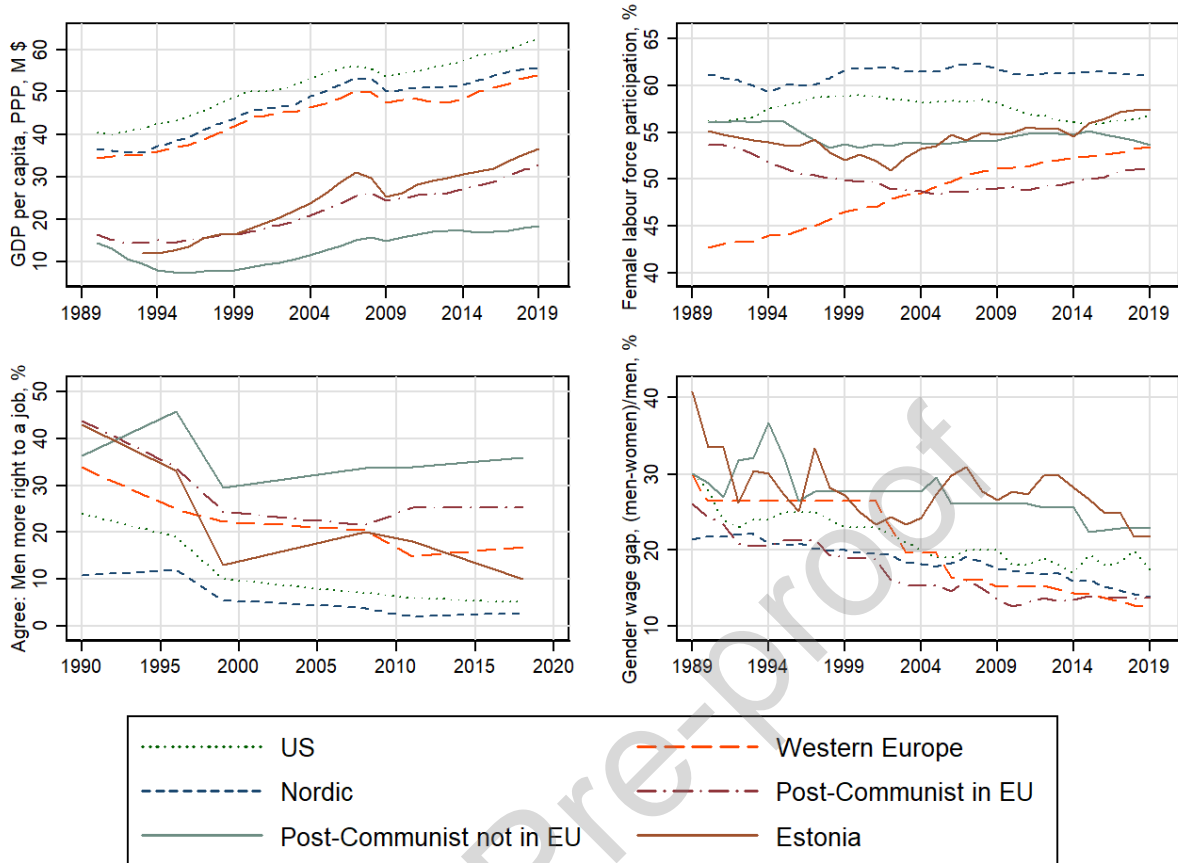 GDP per capita, PPP, M $
60
50
40
30
20
10
1989 1994 1999 2004 2009 2014 2019
Female labour force participation, %
65
60
55
50
45
40
1989 1994 1999 2004 2009 2014 2019
Agree: Men more right to a job, %
50
40
30
20
10
0
1990 1995 2000 2005 2010 2015 2020
Gender wage gap, (men-women)/men, %
40
30
20
10
1989 1994 1999 2004 2009 2014 2019
US Western Europe
Nordic Post-Communist in EU
Post-Communist not in EU Estonia
Pre-proof